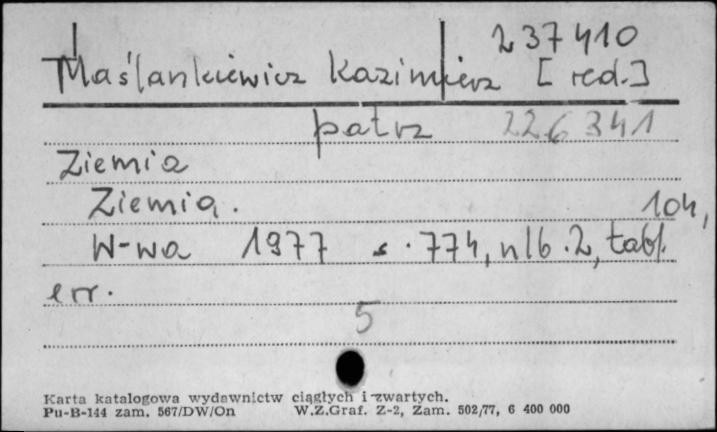 237410
Maślankiewicz Kazimierz [red.]
patrz 226341
Ziemia
Ziemia. 104,
W-wa 1977 s. 774, nlb. 2, tabl.
err.
5
Karta katalogowa wydawnictw ciągłych i zwartych.
Pu-B-144 zam. 567/DW/On W.Z.Graf. Z-2, Zam. 502/77, 6 400 000